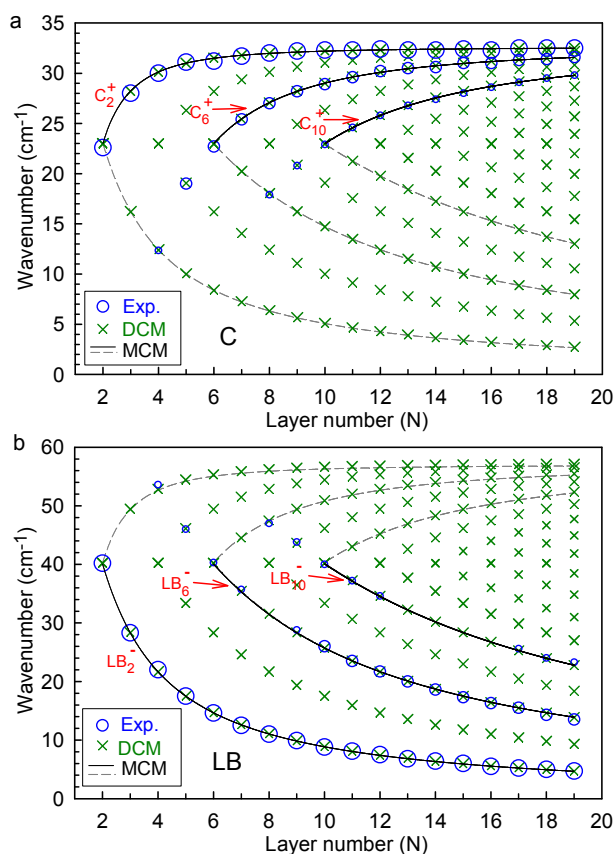 a
35
30
25
20
15
10
5
0
Wavenumber (cm⁻¹)
C₂⁺
C₆⁺
C₁₀⁺
Exp.
DCM
MCM
C
2 4 6 8 10 12 14 16 18 20
Layer number (N)
b
60
50
40
30
20
10
0
Wavenumber (cm⁻¹)
LB₂⁻
LB₆⁻
LB₁₀⁻
Exp.
DCM
MCM
LB
2 4 6 8 10 12 14 16 18 20
Layer number (N)